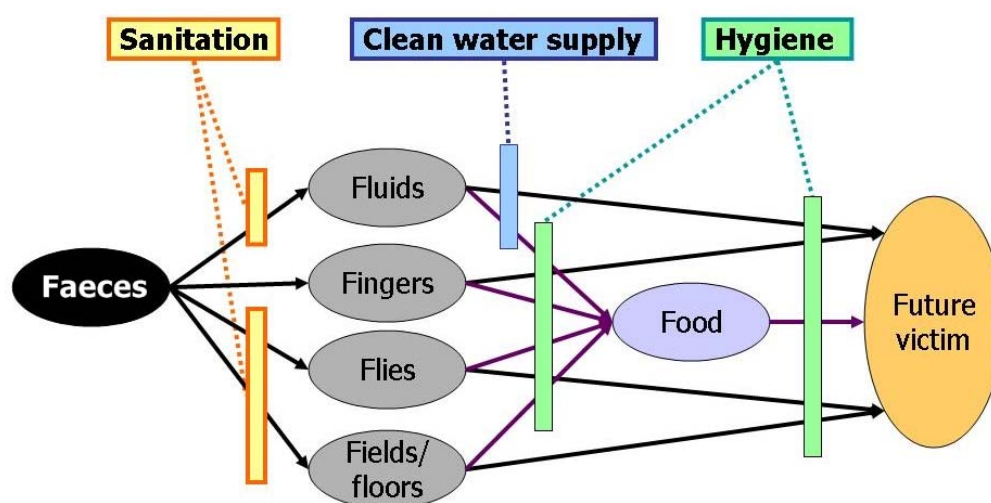 Sanitation
Clean water supply
Hygiene
Fluids
Faeces
Fingers
Food
Future
victim
Flies
Fields/
floors